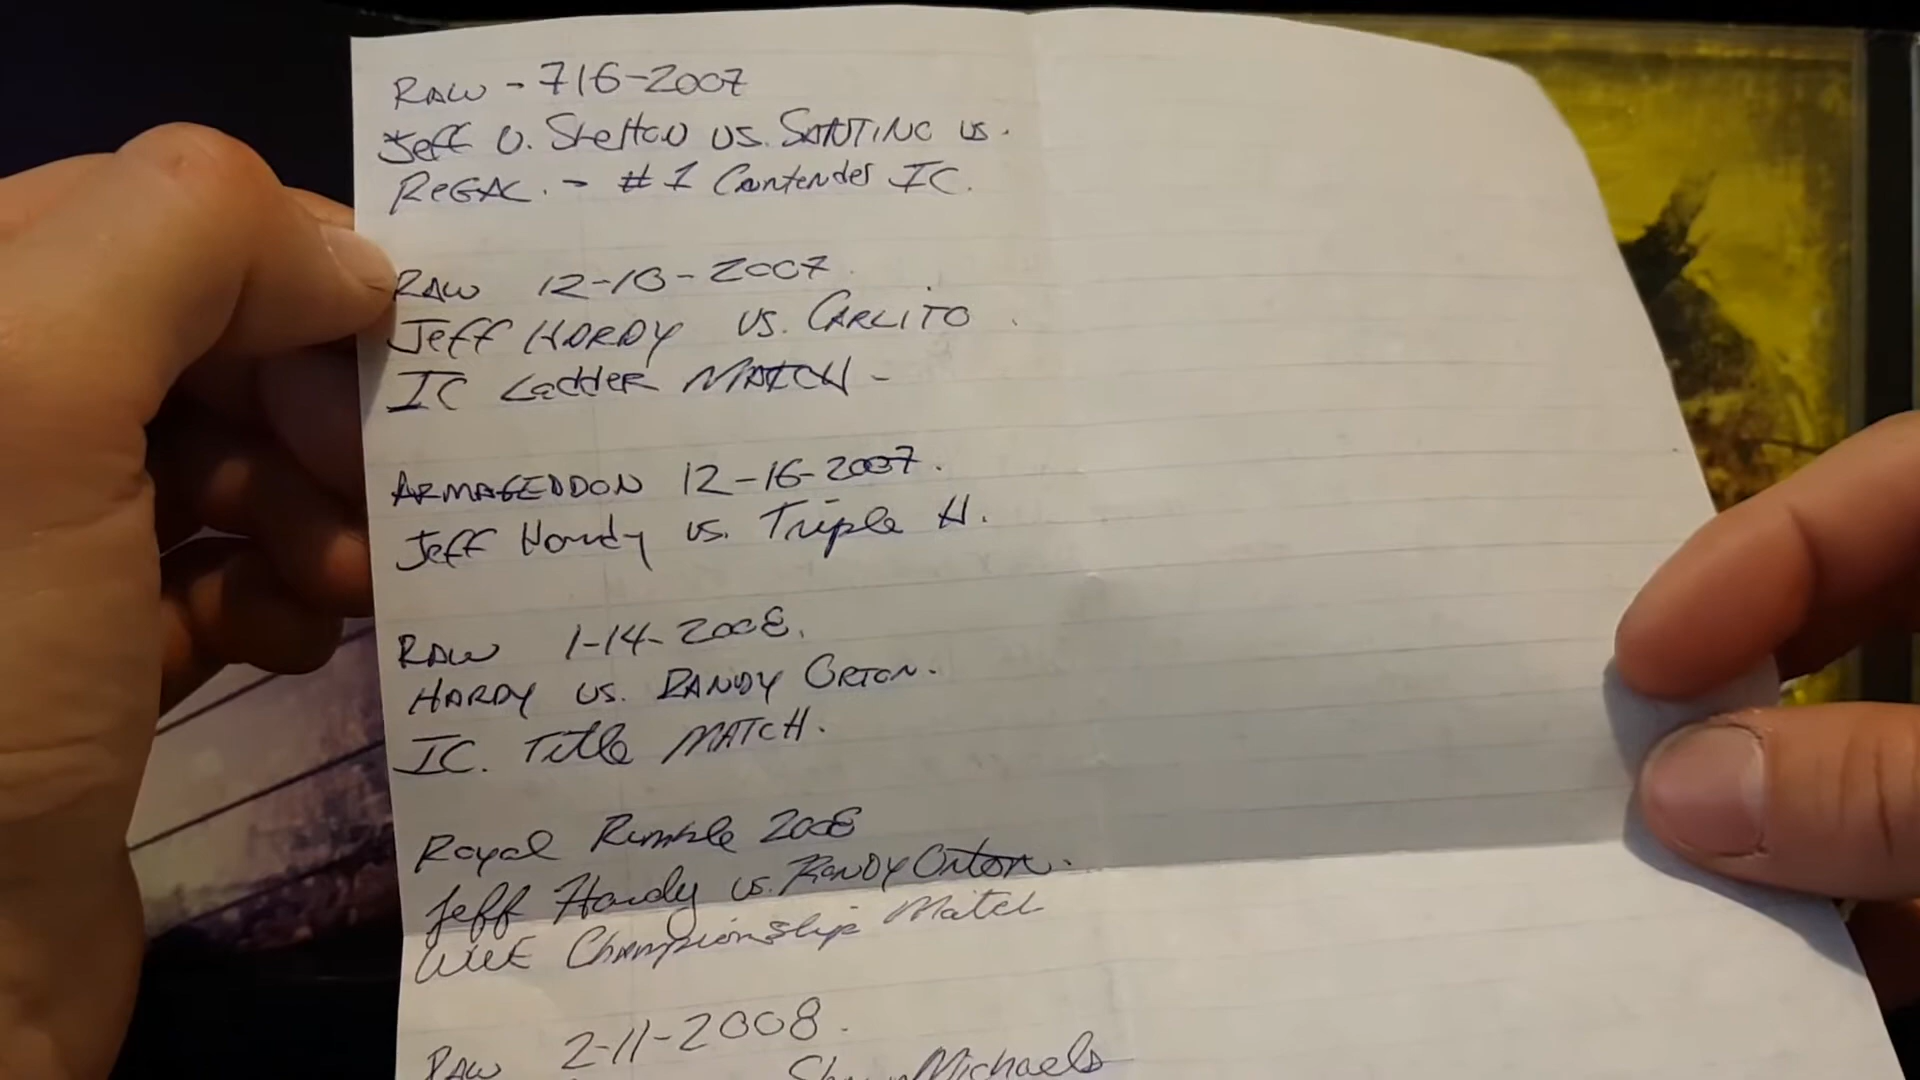 RAW - 716-2007
Jeff v. Shelton vs. SANTINO vs.
ReGAL. - #1 Contender IC.
RAW 12-10-2007
Jeff HARDY vs. CARLITO
IC Ladder MATCH -
ARMAGEDDON 12-16-2007.
Jeff Hardy vs. Triple H.
RAW 1-14-2008.
HARDY vs. RANDY ORTON.
IC. Title MATCH.
Royal Rumble 2008
Jeff Hardy vs. RANDY Orton.
WWE Championship Match
RAW 2-11-2008.
Shawn Michaels